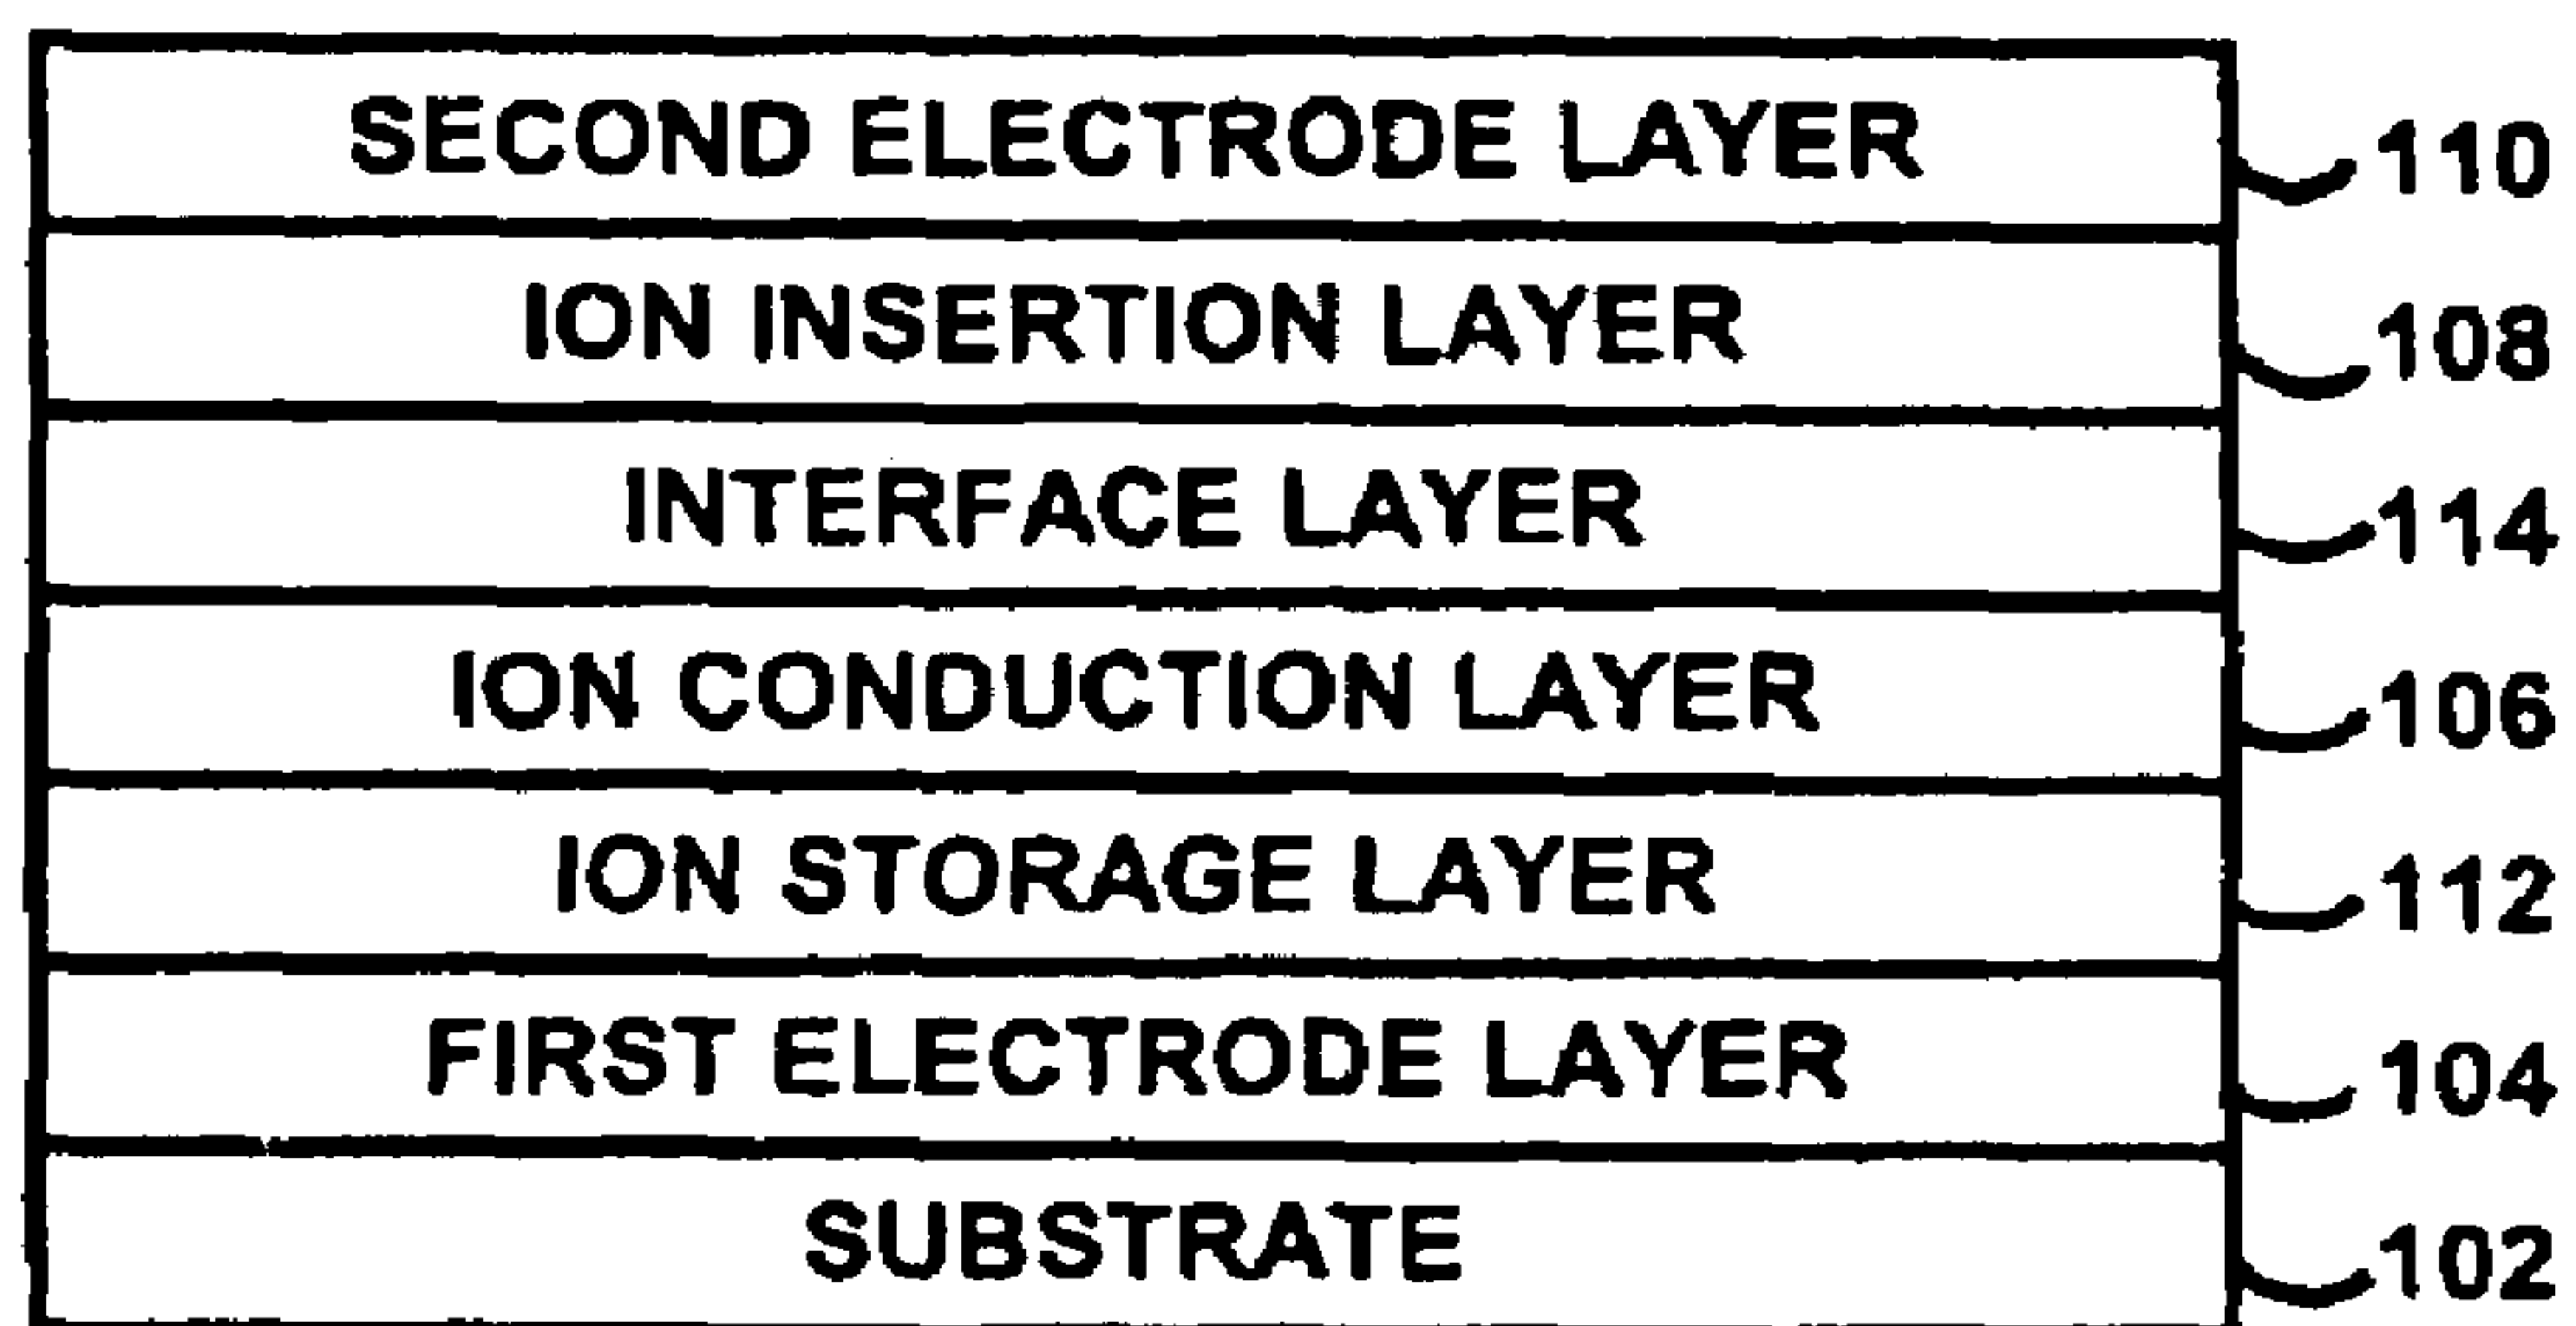 SECOND ELECTRODE LAYER 110
ION INSERTION LAYER 108
INTERFACE LAYER 114
ION CONDUCTION LAYER 106
ION STORAGE LAYER 112
FIRST ELECTRODE LAYER 104
SUBSTRATE 102